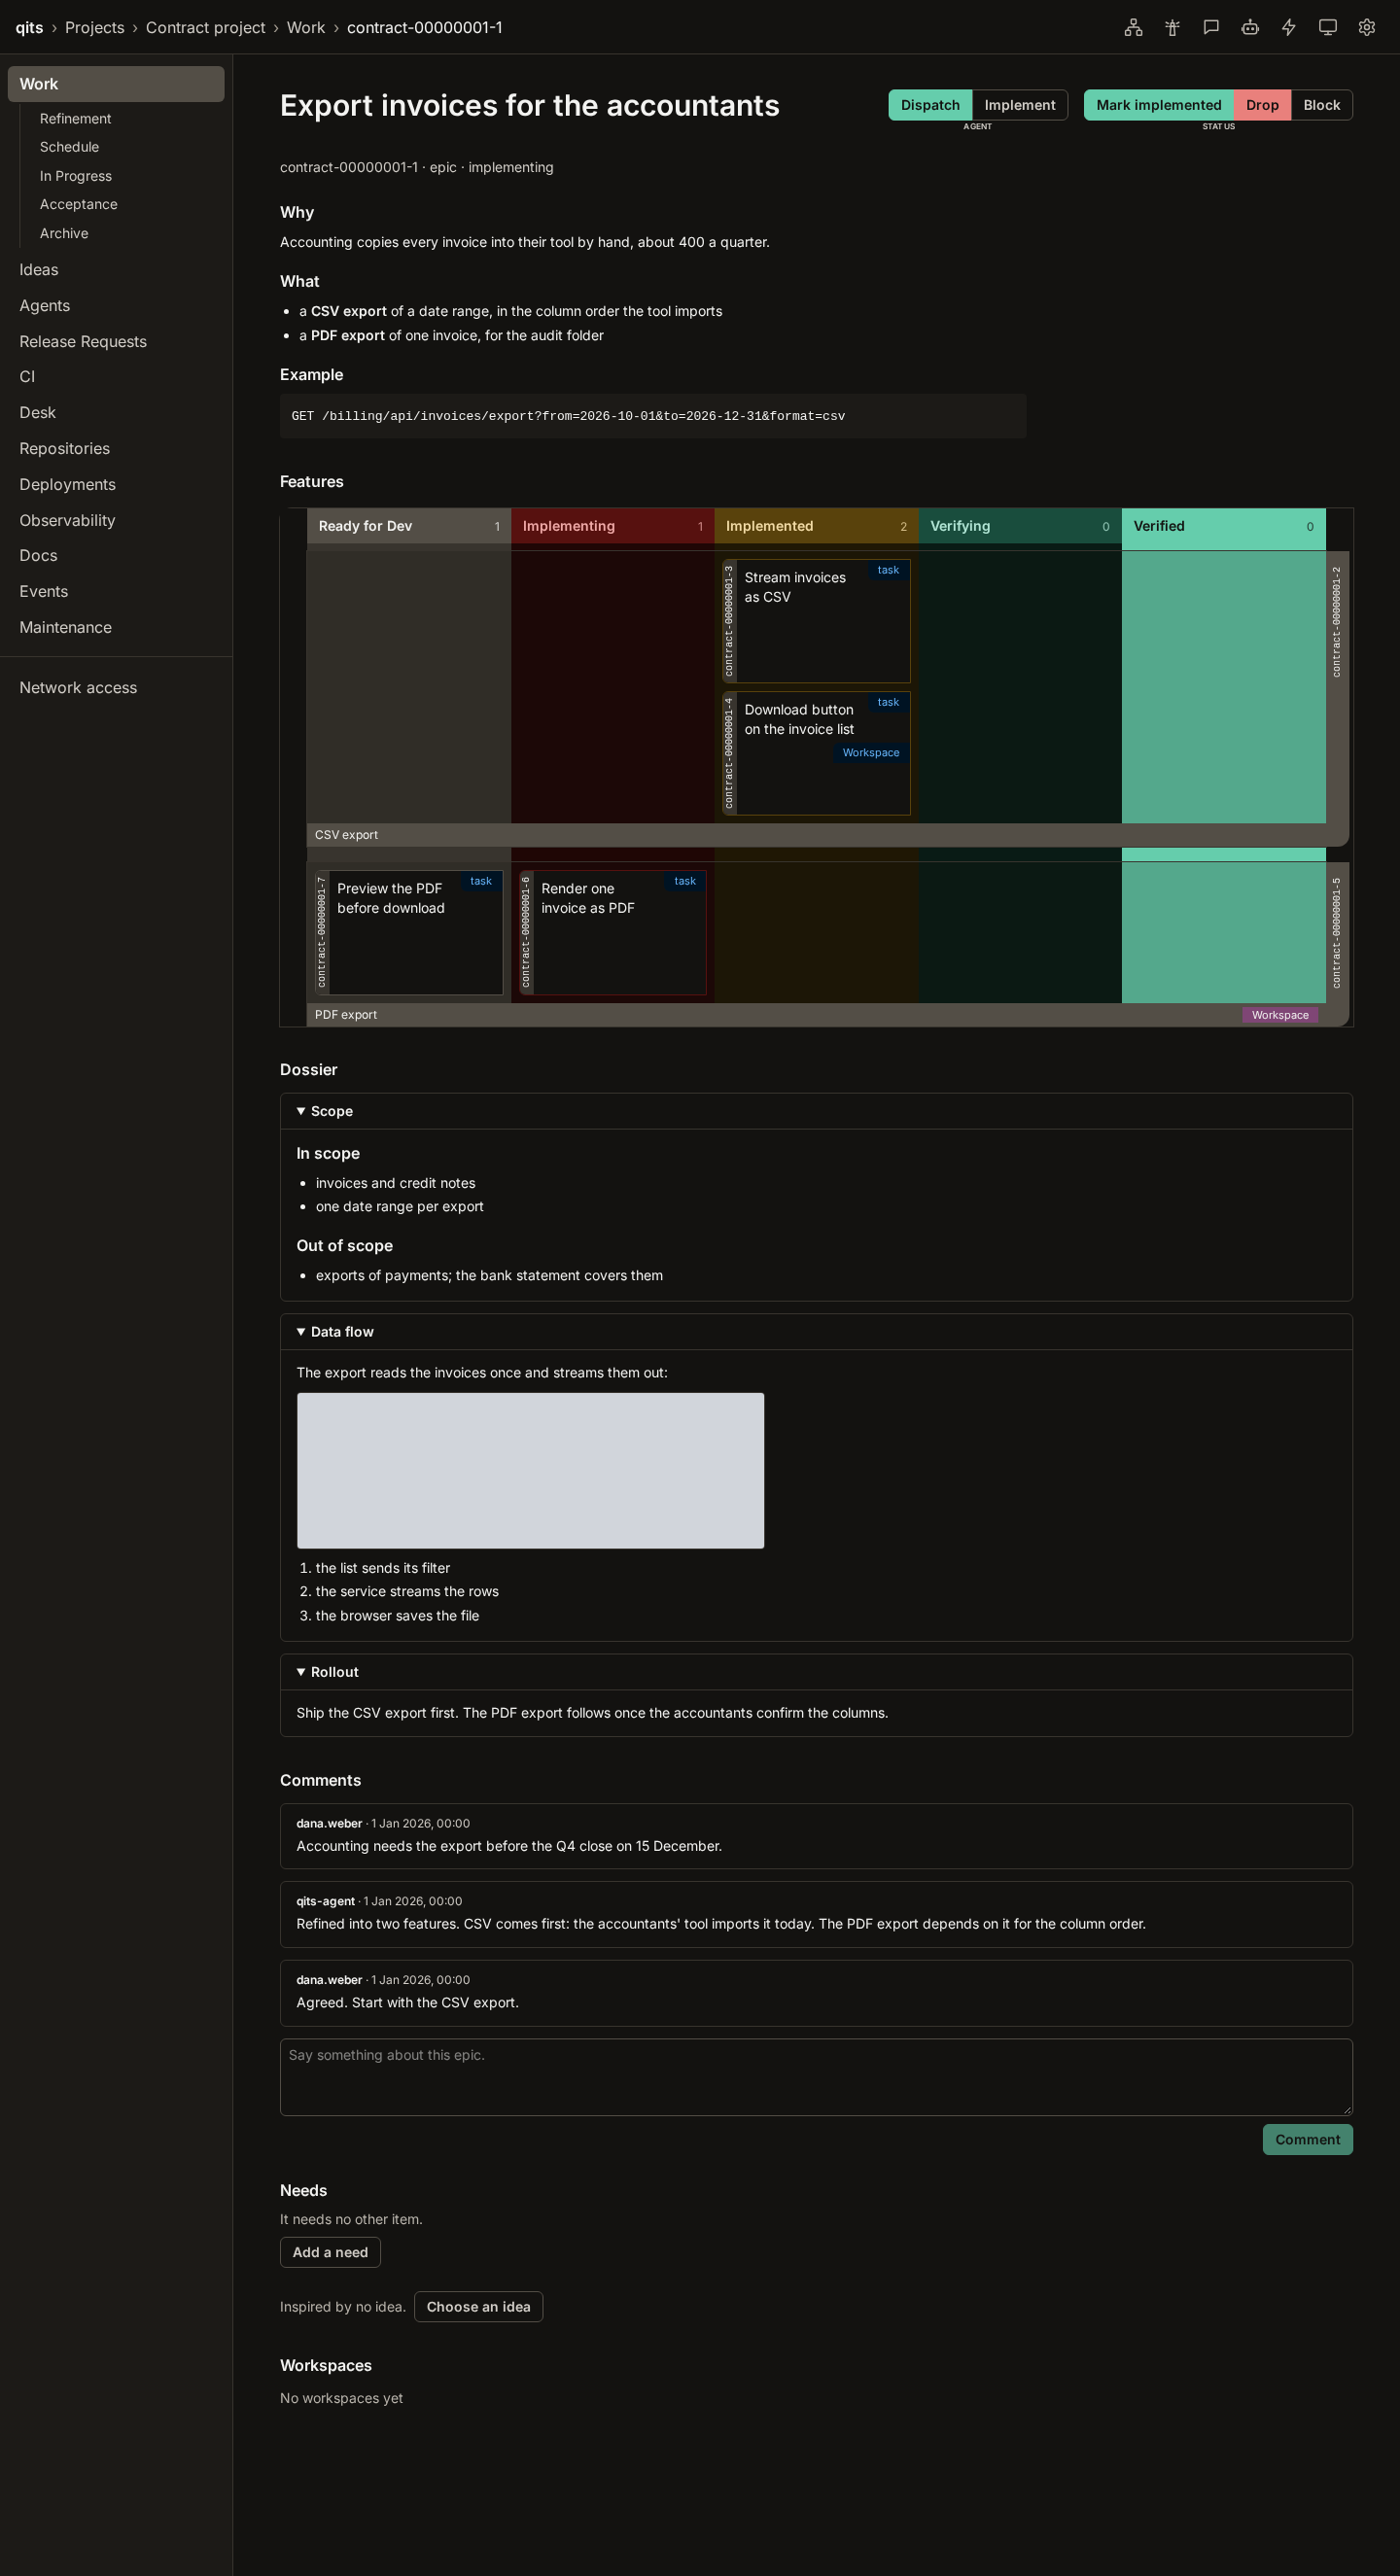 qits › Projects › Contract project › Work › contract-00000001-1
Work
Refinement
Schedule
In Progress
Acceptance
Archive
Ideas
Agents
Release Requests
CI
Desk
Repositories
Deployments
Observability
Docs
Events
Maintenance
Network access
Export invoices for the accountants
Dispatch Implement
AGENT
Mark implemented Drop Block
STATUS
contract-00000001-1 · epic · implementing
Why
Accounting copies every invoice into their tool by hand, about 400 a quarter.
What
• a CSV export of a date range, in the column order the tool imports
• a PDF export of one invoice, for the audit folder
Example
GET /billing/api/invoices/export?from=2026-10-01&to=2026-12-31&format=csv
Features
Ready for Dev 1 Implementing 1 Implemented 2 Verifying 0 Verified 0
contract-00000001-3
task
Stream invoices
as CSV
contract-00000001-4
task
Download button
on the invoice list
Workspace
contract-00000001-2
CSV export
contract-00000001-7
task
Preview the PDF
before download
contract-00000001-6
task
Render one
invoice as PDF
contract-00000001-5
PDF export Workspace
Dossier
▼ Scope
In scope
• invoices and credit notes
• one date range per export
Out of scope
• exports of payments; the bank statement covers them
▼ Data flow
The export reads the invoices once and streams them out:
1. the list sends its filter
2. the service streams the rows
3. the browser saves the file
▼ Rollout
Ship the CSV export first. The PDF export follows once the accountants confirm the columns.
Comments
dana.weber · 1 Jan 2026, 00:00
Accounting needs the export before the Q4 close on 15 December.
qits-agent · 1 Jan 2026, 00:00
Refined into two features. CSV comes first: the accountants' tool imports it today. The PDF export depends on it for the column order.
dana.weber · 1 Jan 2026, 00:00
Agreed. Start with the CSV export.
Say something about this epic.
Comment
Needs
It needs no other item.
Add a need
Inspired by no idea. Choose an idea
Workspaces
No workspaces yet